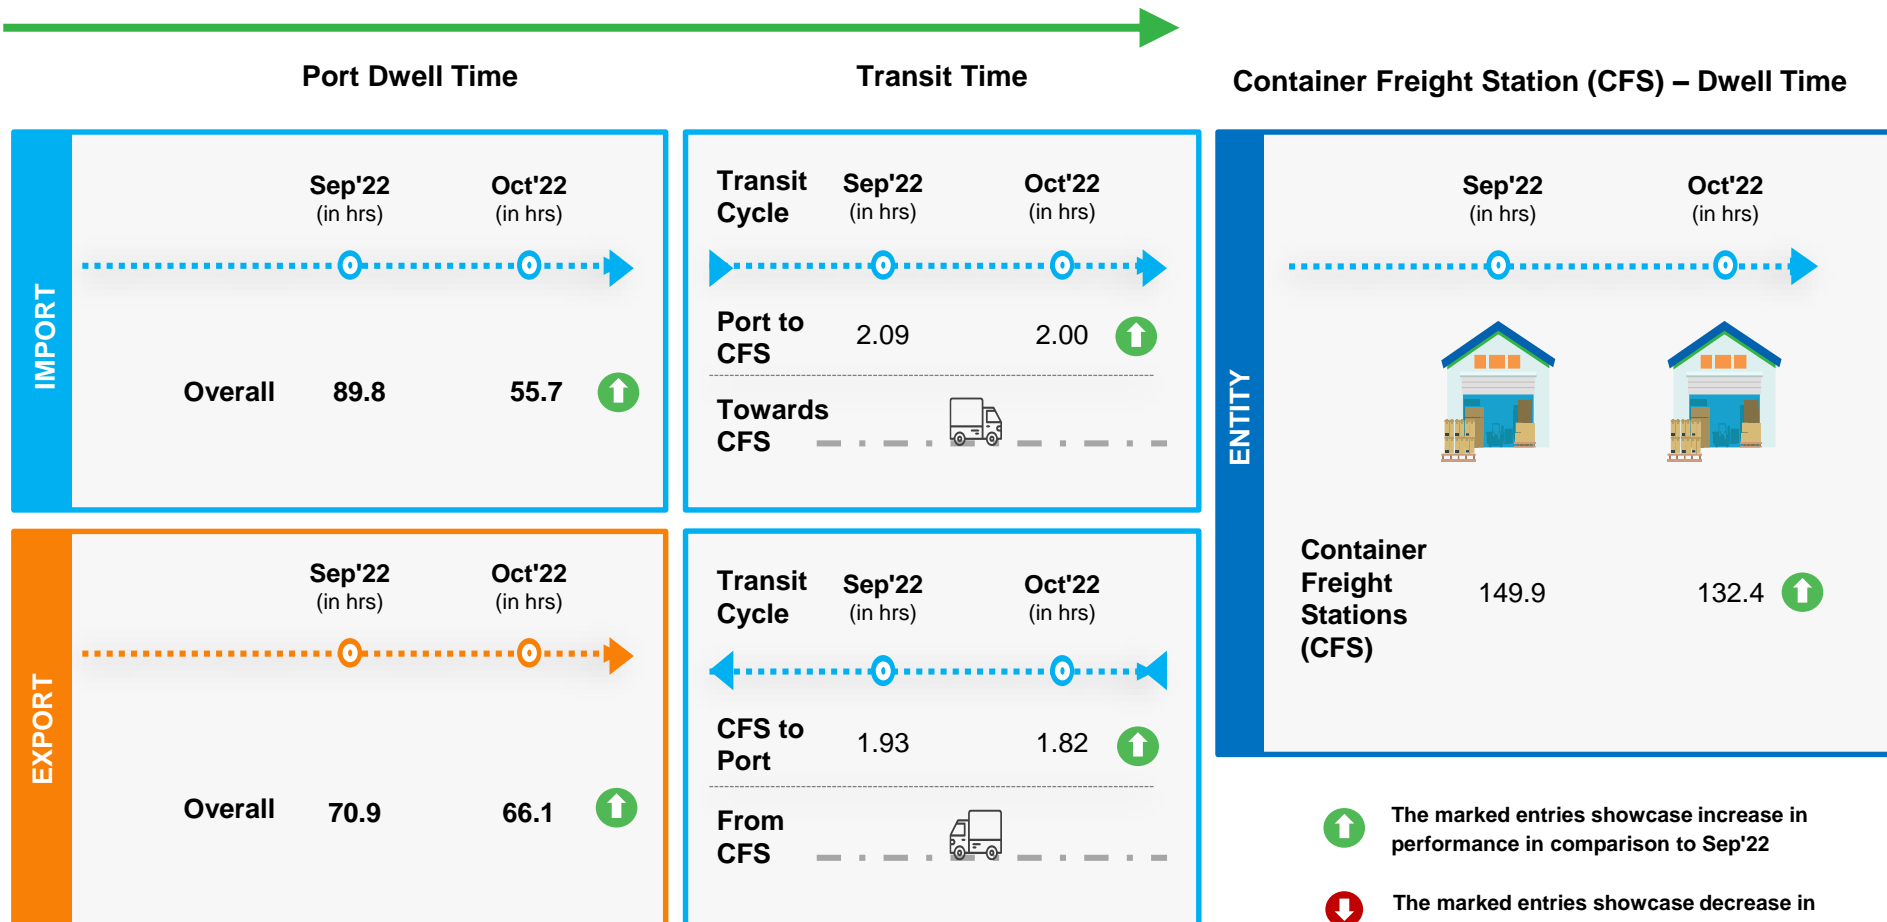 Port Dwell Time
Transit Time
Container Freight Station (CFS) – Dwell Time
IMPORT
Sep'22 Oct'22
(in hrs) (in hrs)
Overall 89.8 55.7
Transit Sep'22 Oct'22
Cycle (in hrs) (in hrs)
Port to
CFS 2.09 2.00
Towards
CFS
ENTITY
Sep'22 Oct'22
(in hrs) (in hrs)
Container
Freight
Stations
(CFS) 149.9 132.4
EXPORT
Sep'22 Oct'22
(in hrs) (in hrs)
Overall 70.9 66.1
Transit Sep'22 Oct'22
Cycle (in hrs) (in hrs)
CFS to
Port 1.93 1.82
From
CFS
The marked entries showcase increase in
performance in comparison to Sep'22
The marked entries showcase decrease in